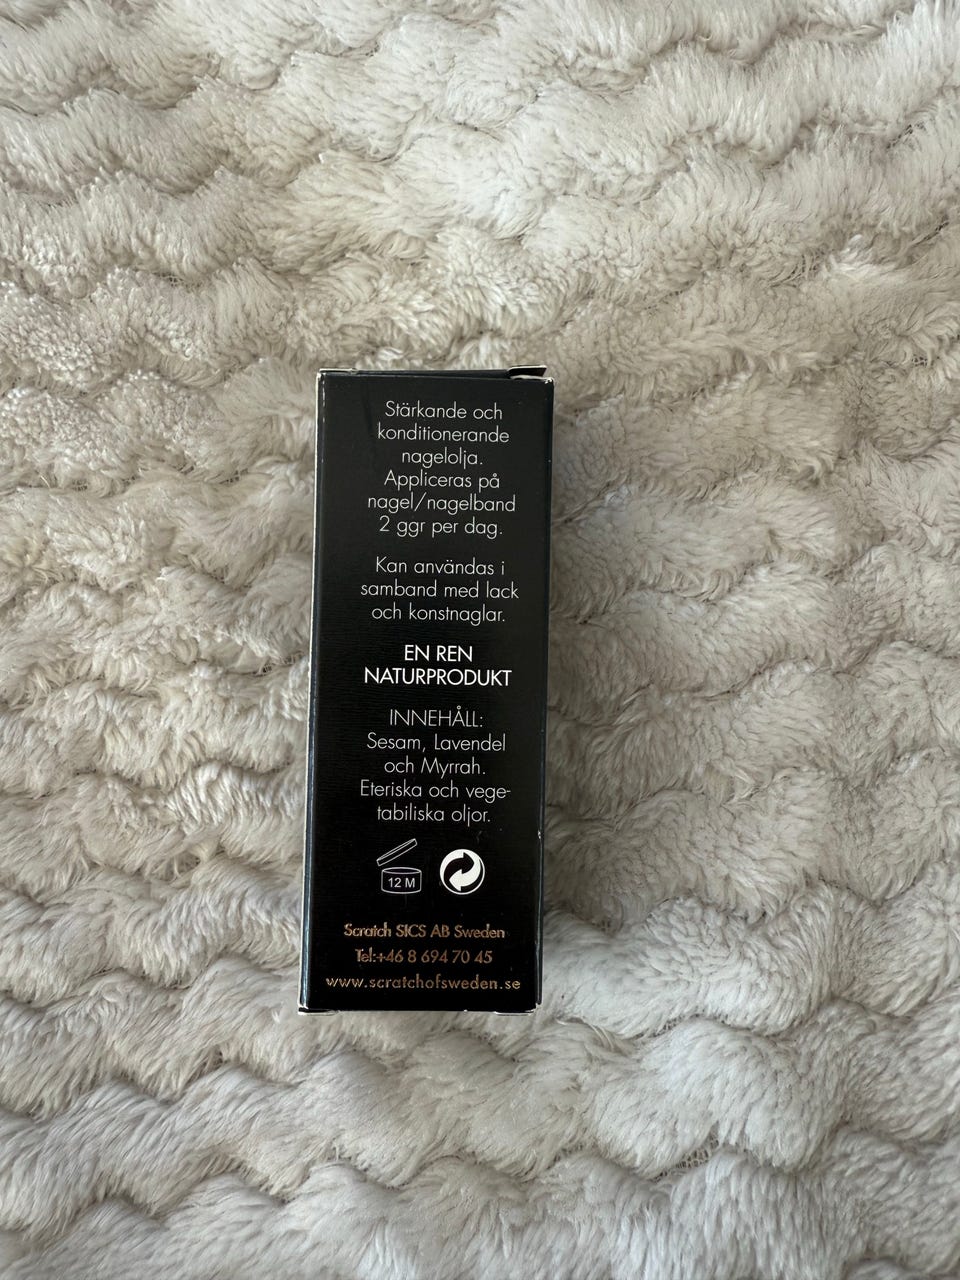 Stärkande och
konditionerande
nagelolja.
Appliceras på
nagel/nagelband
2 ggr per dag.
Kan användas i
samband med lack
och konstnaglar.
EN REN
NATURPRODUKT
INNEHÅLL:
Sesam, Lavendel
och Myrrah.
Eteriska och vege-
tabiliska oljor.
12 M
Scratch SICS AB Sweden
Tel:+46 8 694 70 45
www.scratchofsweden.se